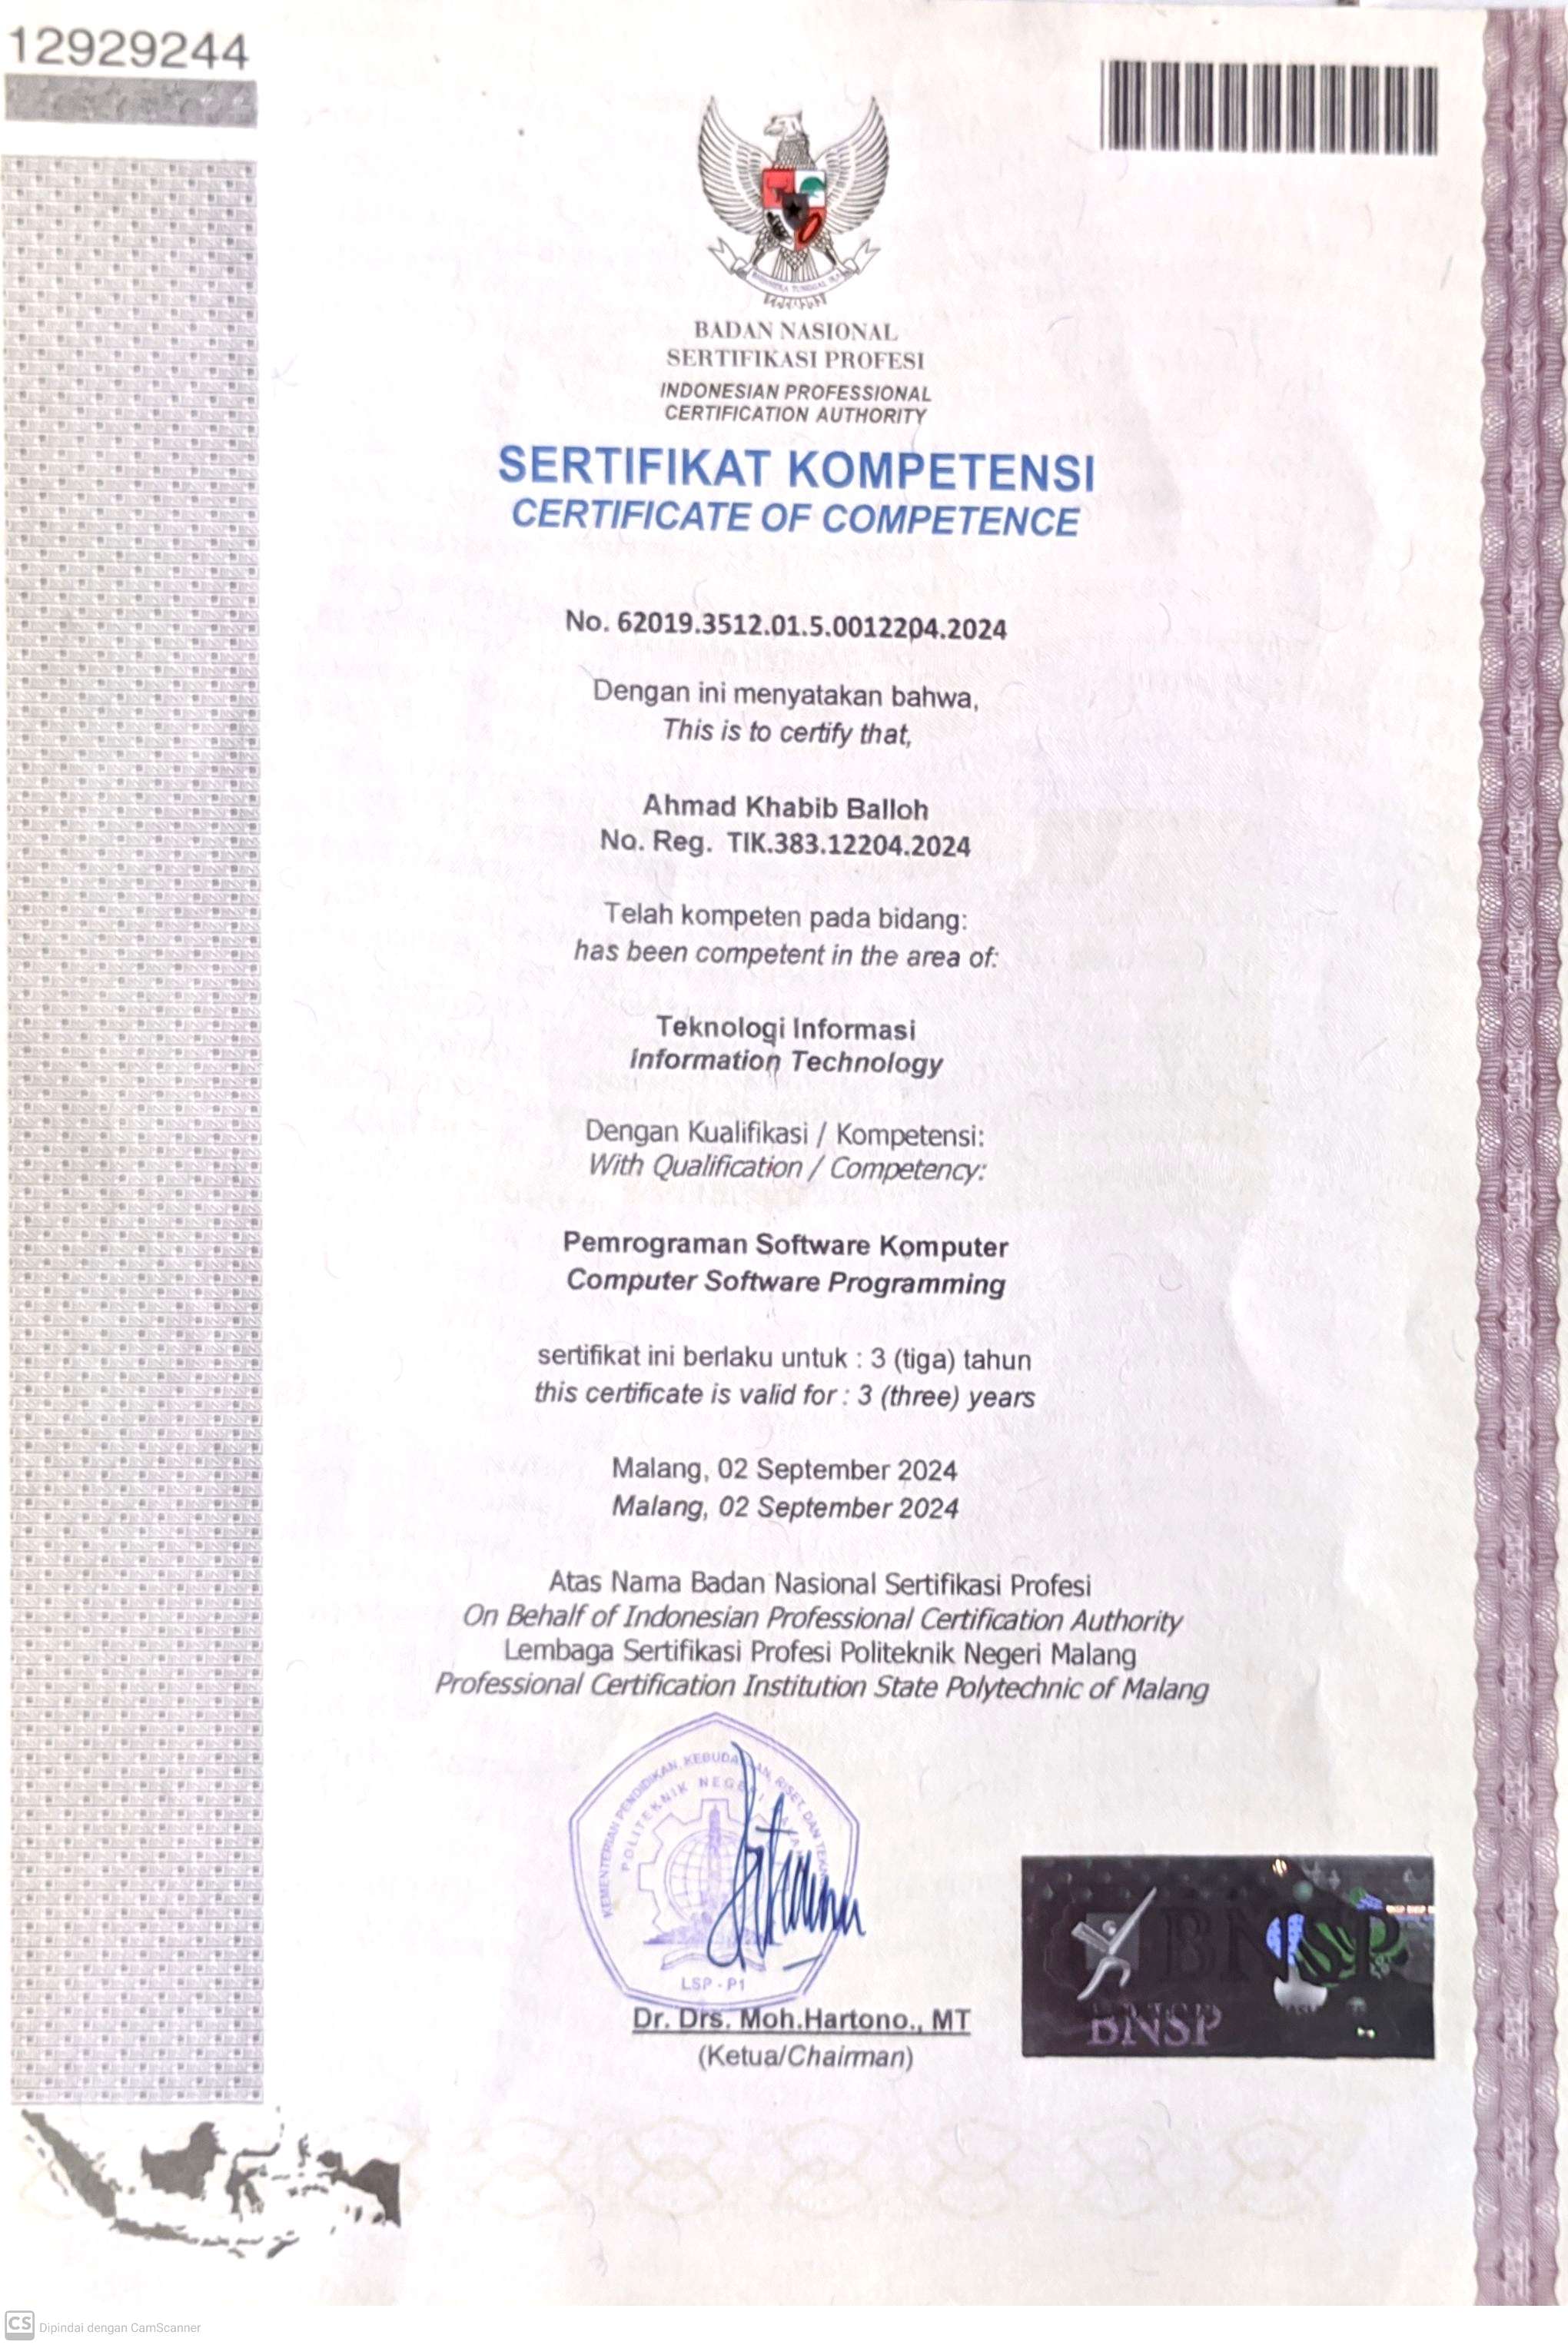 12929244
BADAN NASIONAL
SERTIFIKASI PROFESI
INDONESIAN PROFESSIONAL
CERTIFICATION AUTHORITY
SERTIFIKAT KOMPETENSI
CERTIFICATE OF COMPETENCE
No. 62019.3512.01.5.0012204.2024
Dengan ini menyatakan bahwa,
This is to certify that,
Ahmad Khabib Balloh
No. Reg. TIK.383.12204.2024
Telah kompeten pada bidang:
has been competent in the area of:
Teknologi Informasi
Information Technology
Dengan Kualifikasi / Kompetensi:
With Qualification / Competency:
Pemrograman Software Komputer
Computer Software Programming
sertifikat ini berlaku untuk : 3 (tiga) tahun
this certificate is valid for : 3 (three) years
Malang, 02 September 2024
Malang, 02 September 2024
Atas Nama Badan Nasional Sertifikasi Profesi
On Behalf of Indonesian Professional Certification Authority
Lembaga Sertifikasi Profesi Politeknik Negeri Malang
Professional Certification Institution State Polytechnic of Malang
KEMENTERIAN PENDIDIKAN, KEBUDAYAAN, RISET, DAN
POLITEKNIK NEGERI
LSP - P1
Dr. Drs. Moh.Hartono., MT
(Ketua/Chairman)
BNSP
BNSP
CS Dipindai dengan CamScanner